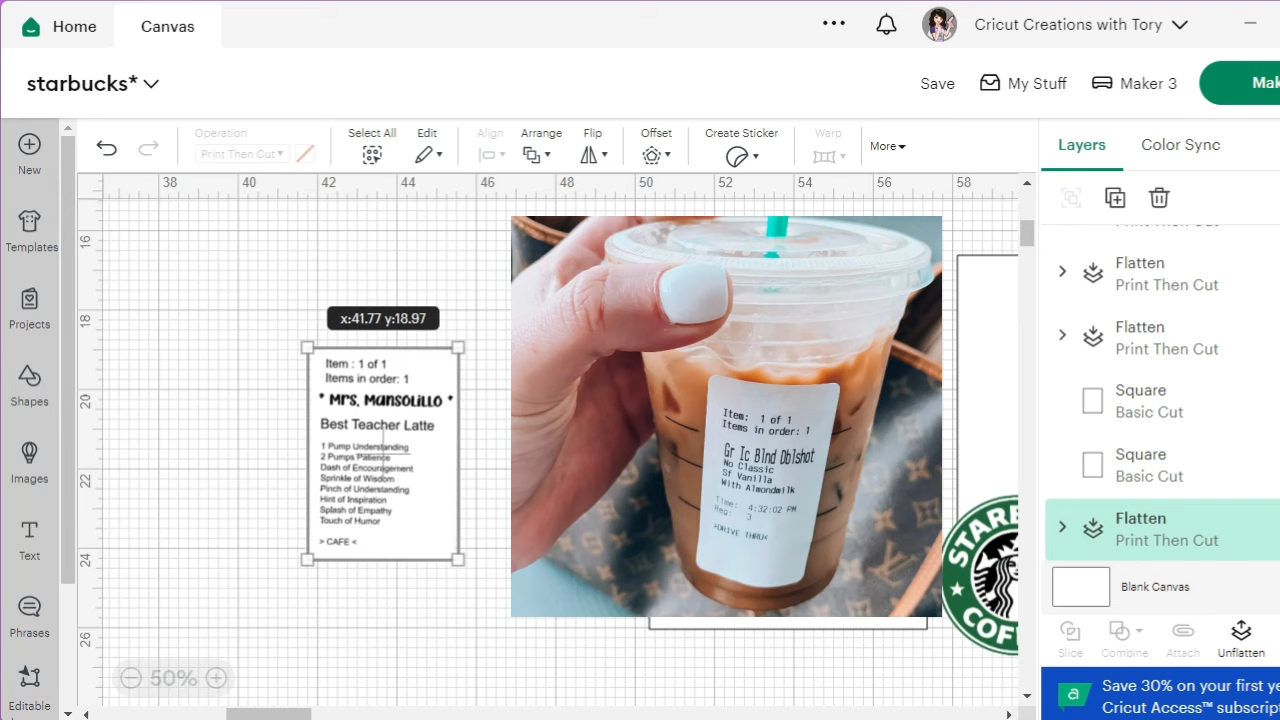 Home
Canvas
Cricut Creations with Tory
starbucks*
Save
My Stuff
Maker 3
Mak
Operation
Print Then Cut
Select All
Edit
Align
Arrange
Flip
Offset
Create Sticker
Warp
More
Layers
Color Sync
New
Templates
Projects
Shapes
Images
Text
Phrases
Editable
38 40 42 44 46 48 50 52 54 56 58
16
18
20
22
24
26
x:41.77 y:18.97
Item : 1 of 1
Items in order: 1
* Mrs. Mansolillo *
Best Teacher Latte
1 Pump Understanding
2 Pumps Patience
Dash of Encouragement
Sprinkle of Wisdom
Pinch of Understanding
Hint of Inspiration
Splash of Empathy
Touch of Humor
> CAFE <
Item: 1 of 1
Items in order: 1
Gr Ic Blnd Dblshot
No Classic
Sf Vanilla
With Almondmilk
Time: 4:32:02 PM
Reg: 3
>DRIVE THRU<
STARB
COFF
50%
Print Then Cut
Flatten
Print Then Cut
Flatten
Print Then Cut
Square
Basic Cut
Square
Basic Cut
Flatten
Print Then Cut
Blank Canvas
Slice
Combine
Attach
Unflatten
a
Save 30% on your first ye
Cricut Access™ subscrip